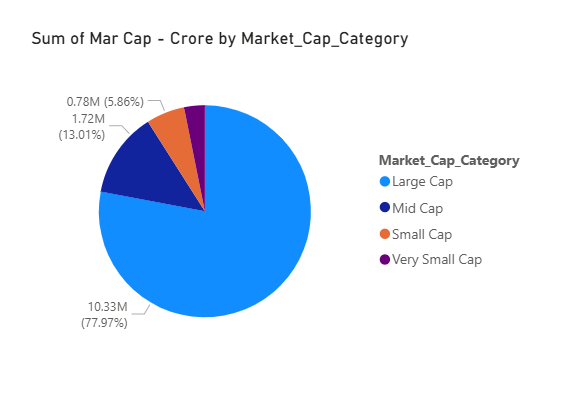 Sum of Mar Cap - Crore by Market_Cap_Category
0.78M (5.86%)
1.72M
(13.01%)
10.33M
(77.97%)
Market_Cap_Category
Large Cap
Mid Cap
Small Cap
Very Small Cap